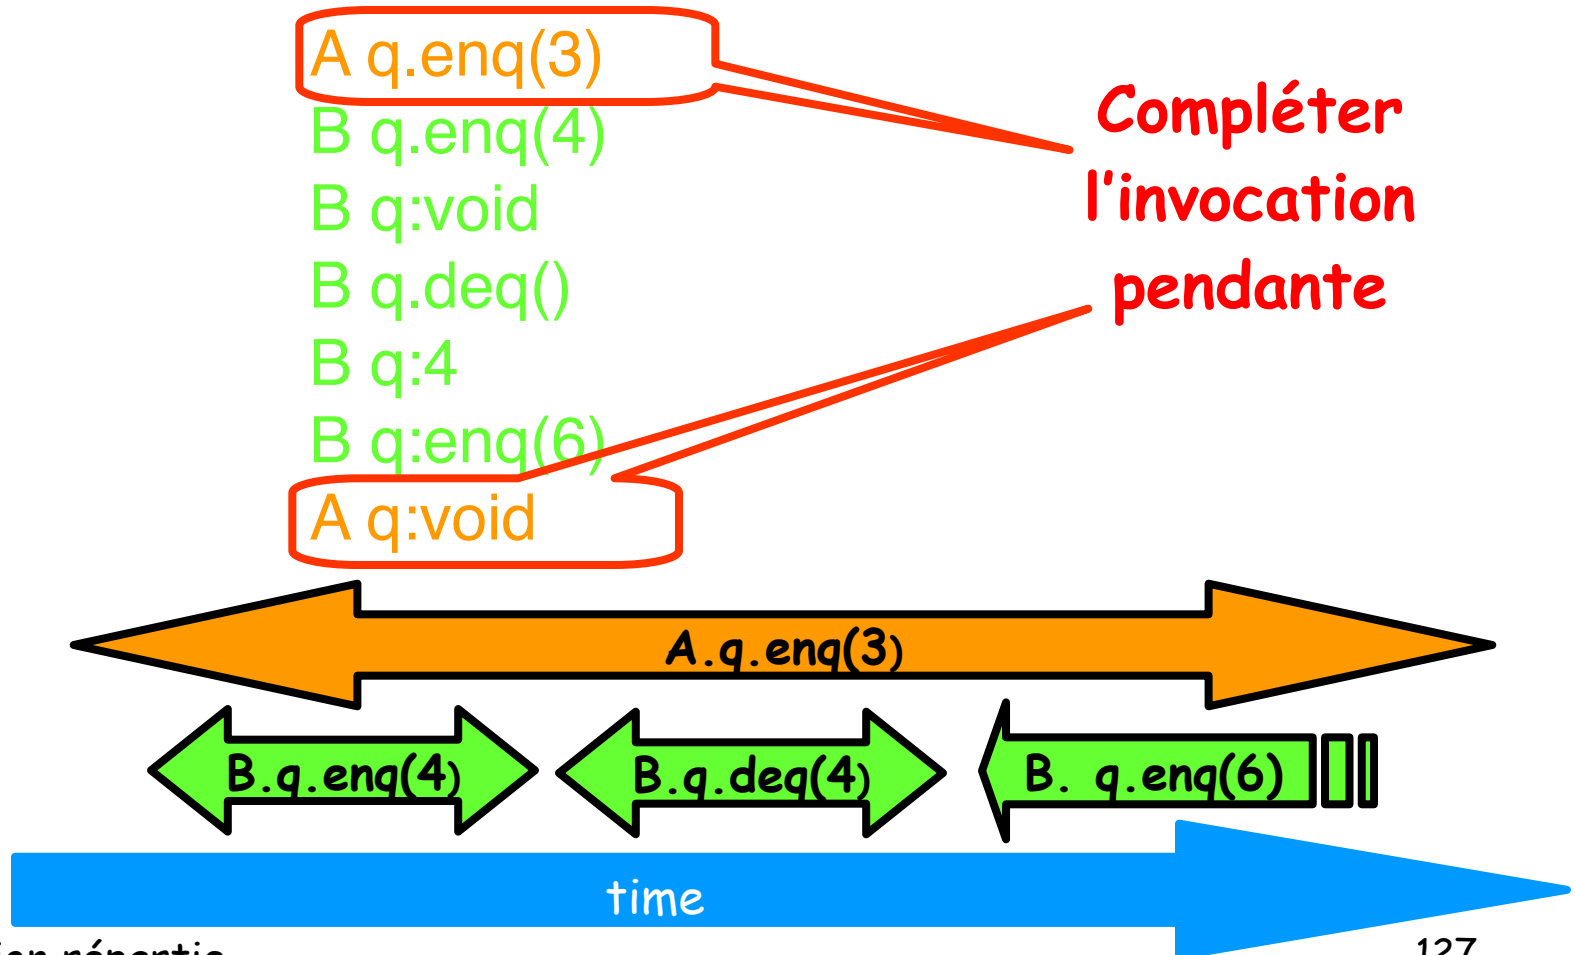 A q.enq(3)
B q.enq(4)
B q:void
B q.deq()
B q:4
B q:enq(6)
A q:void
Compléter
l’invocation
pendante
A.q.enq(3)
B.q.enq(4)
B.q.deq(4)
B. q.enq(6)
time
répartie
127